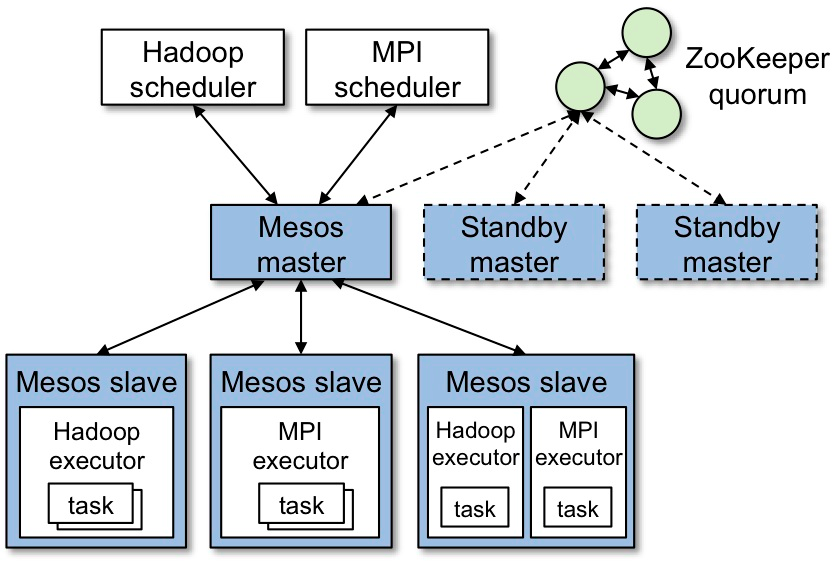 Hadoop
scheduler
MPI
scheduler
ZooKeeper
quorum
Mesos
master
Standby
master
Standby
master
Mesos slave
Hadoop
executor
task
Mesos slave
MPI
executor
task
Mesos slave
Hadoop
executor
task
MPI
executor
task